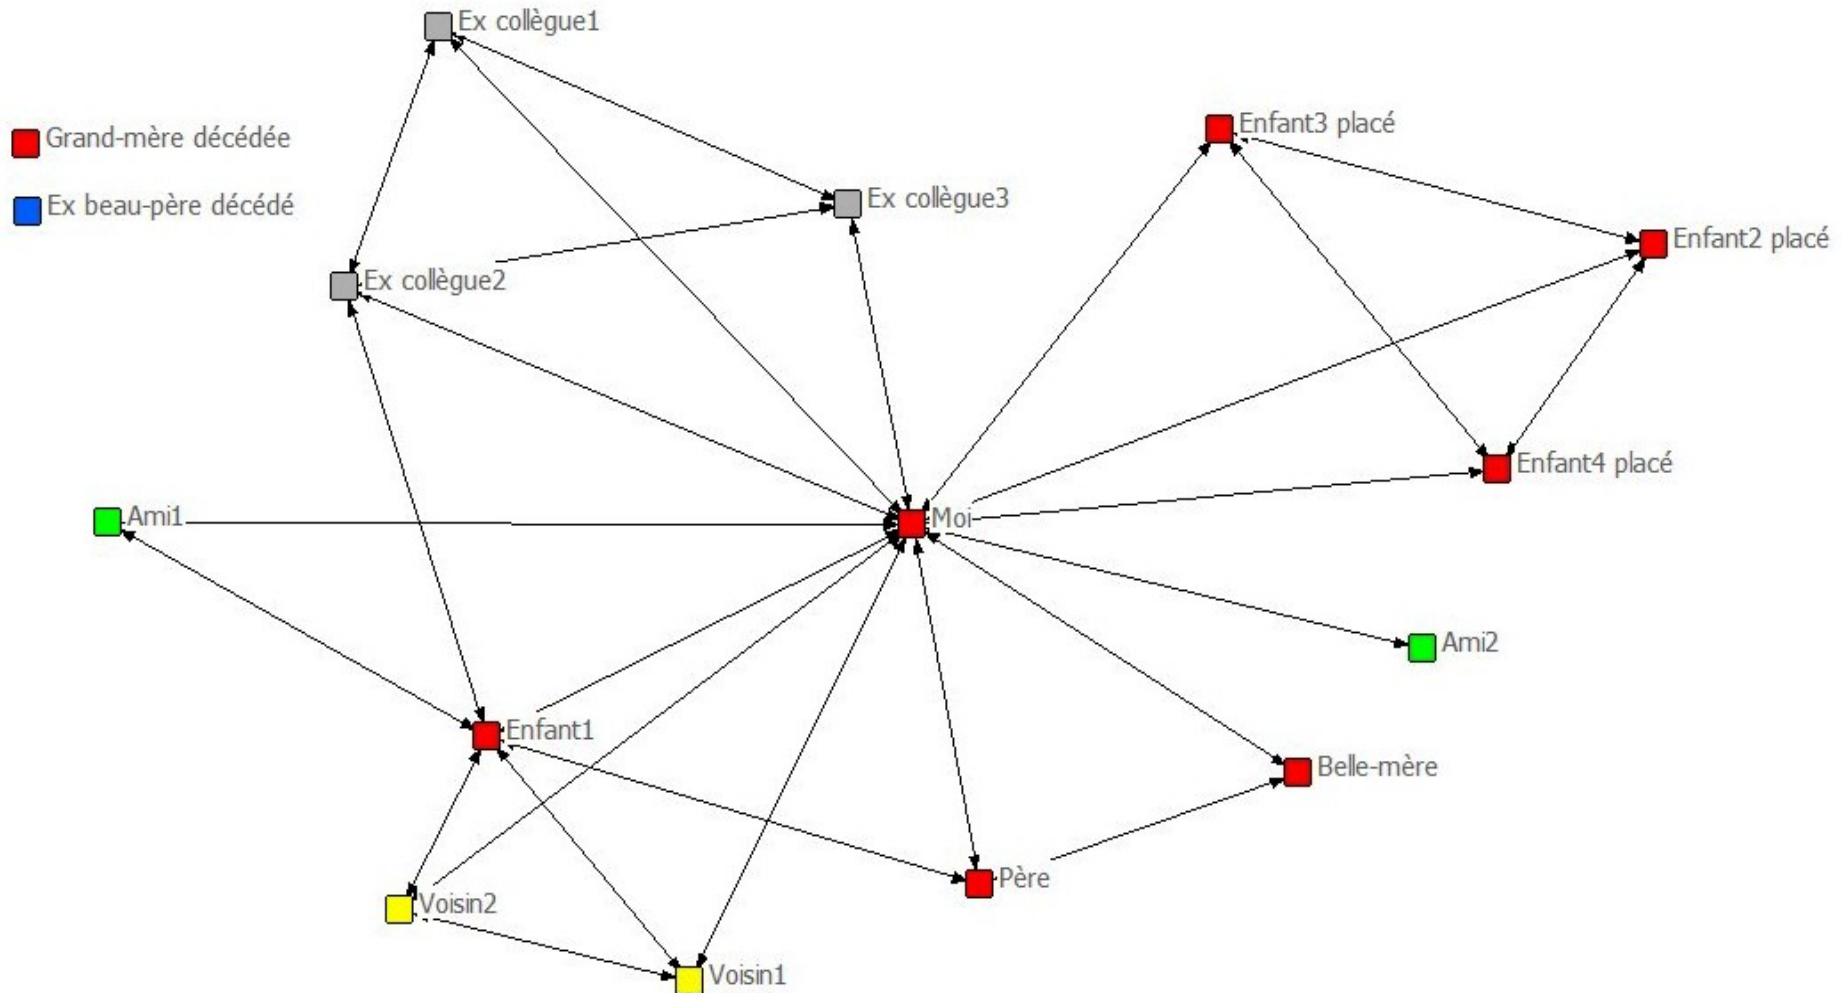 Ex collègue1
Grand-mère décédée
Enfant3 placé
Ex beau-père décédé
Ex collègue3
Enfant2 placé
Ex collègue2
Enfant4 placé
Ami1
Moi
Ami2
Enfant1
Belle-mère
Père
Voisin2
Voisin1